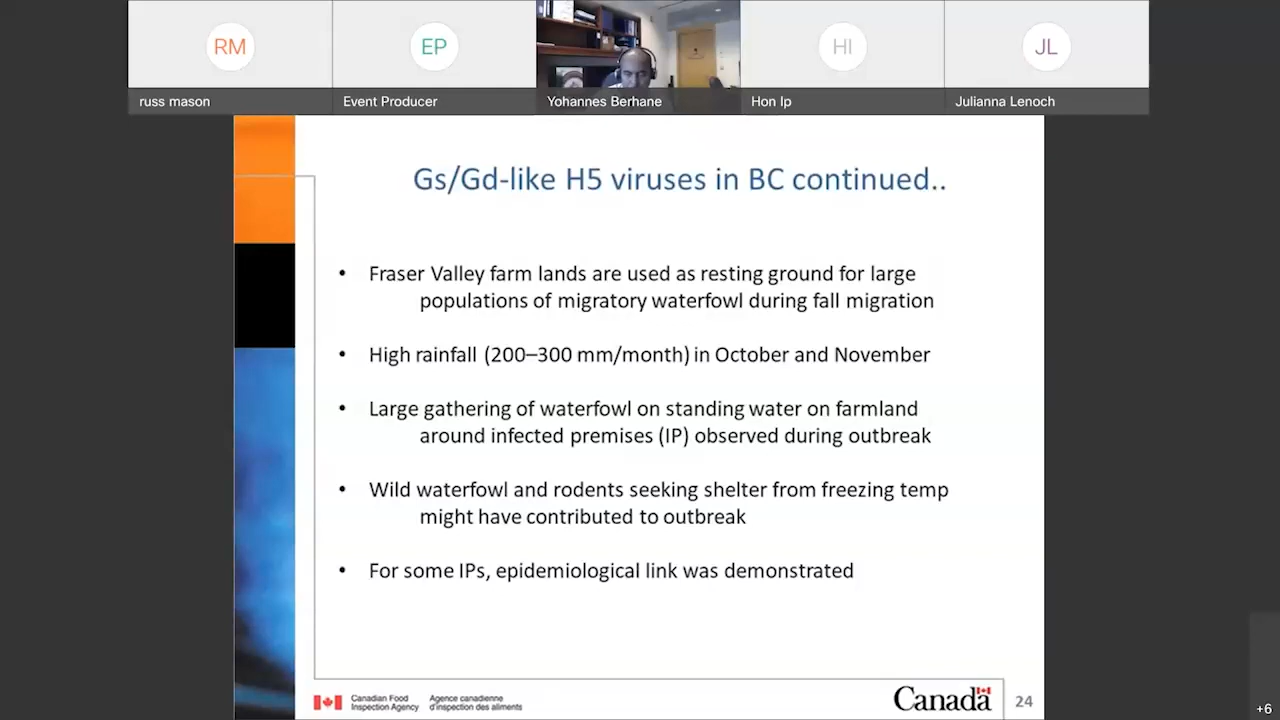 RM
EP
HI
JL
russ mason
Event Producer
Yohannes Berhane
Hon Ip
Julianna Lenoch
Gs/Gd-like H5 viruses in BC continued..
• Fraser Valley farm lands are used as resting ground for large
populations of migratory waterfowl during fall migration
• High rainfall (200–300 mm/month) in October and November
• Large gathering of waterfowl on standing water on farmland
around infected premises (IP) observed during outbreak
• Wild waterfowl and rodents seeking shelter from freezing temp
might have contributed to outbreak
• For some IPs, epidemiological link was demonstrated
Canadian Food
Inspection Agency
Agence canadienne
d'inspection des aliments
Canada
24
+6